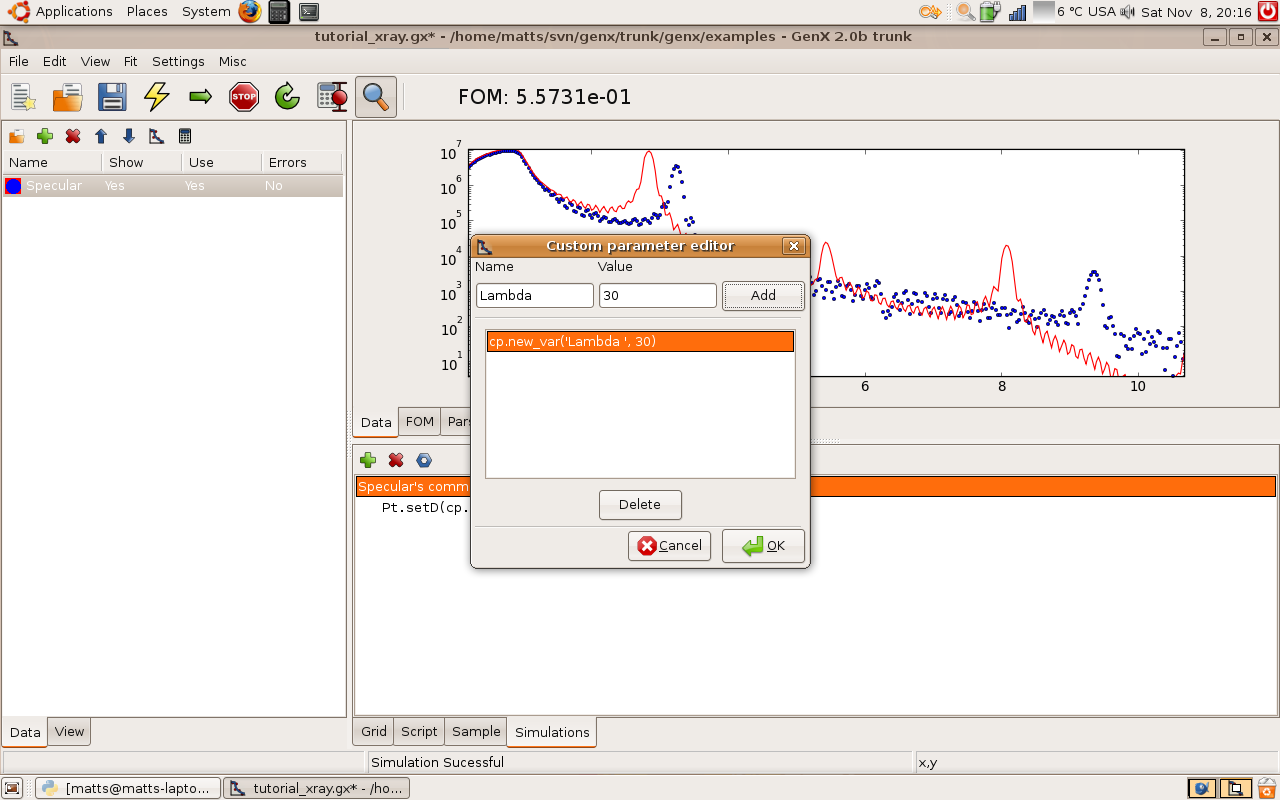 Applications Places System 6 °C USA Sat Nov 8, 20:16
tutorial_xray.gx* - /home/matts/svn/genx/trunk/genx/examples - GenX 2.0b trunk
File Edit View Fit Settings Misc
STOP FOM: 5.5731e-01
Name Show Use Errors
Specular Yes Yes No
10^7
10^6
10^5
10^4
10^3
10^2
10^1
6 8 10
Custom parameter editor
Name Value
Lambda 30 Add
cp.new_var('Lambda ', 30)
Delete
Cancel OK
Data FOM Pars
Specular's comm
Pt.setD(cp.
Grid Script Sample Simulations
Data View
Simulation Sucessful x,y
[matts@matts-lapto... tutorial_xray.gx* - /ho...